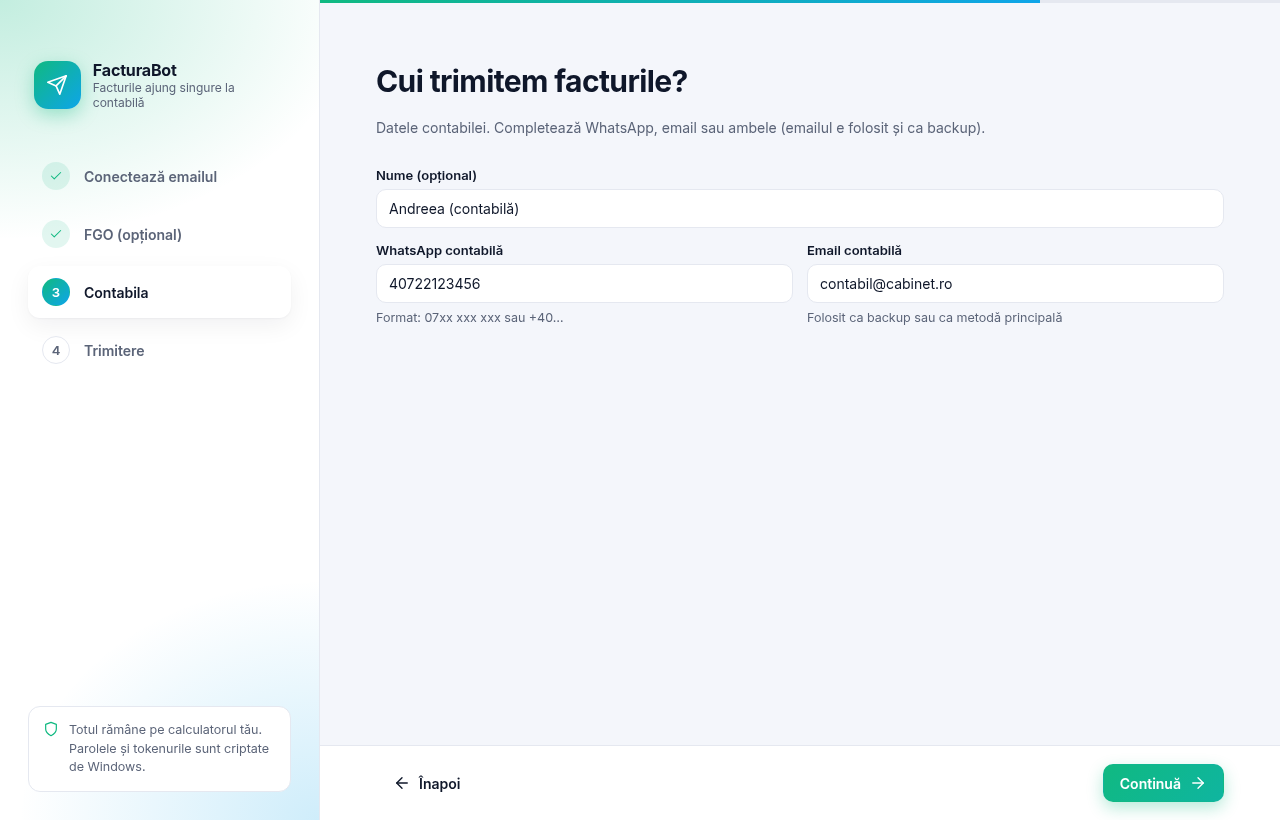 FacturaBot
Facturile ajung singure la
contabilă
Conectează emailul
FGO (opțional)
3
Contabila
4
Trimitere
Totul rămâne pe calculatorul tău.
Parolele și tokenurile sunt criptate
de Windows.
Cui trimitem facturile?
Datele contabilei. Completează WhatsApp, email sau ambele (emailul e folosit și ca backup).
Nume (opțional)
Andreea (contabilă)
WhatsApp contabilă
40722123456
Format: 07xx xxx xxx sau +40...
Email contabilă
contabil@cabinet.ro
Folosit ca backup sau ca metodă principală
Înapoi
Continuă